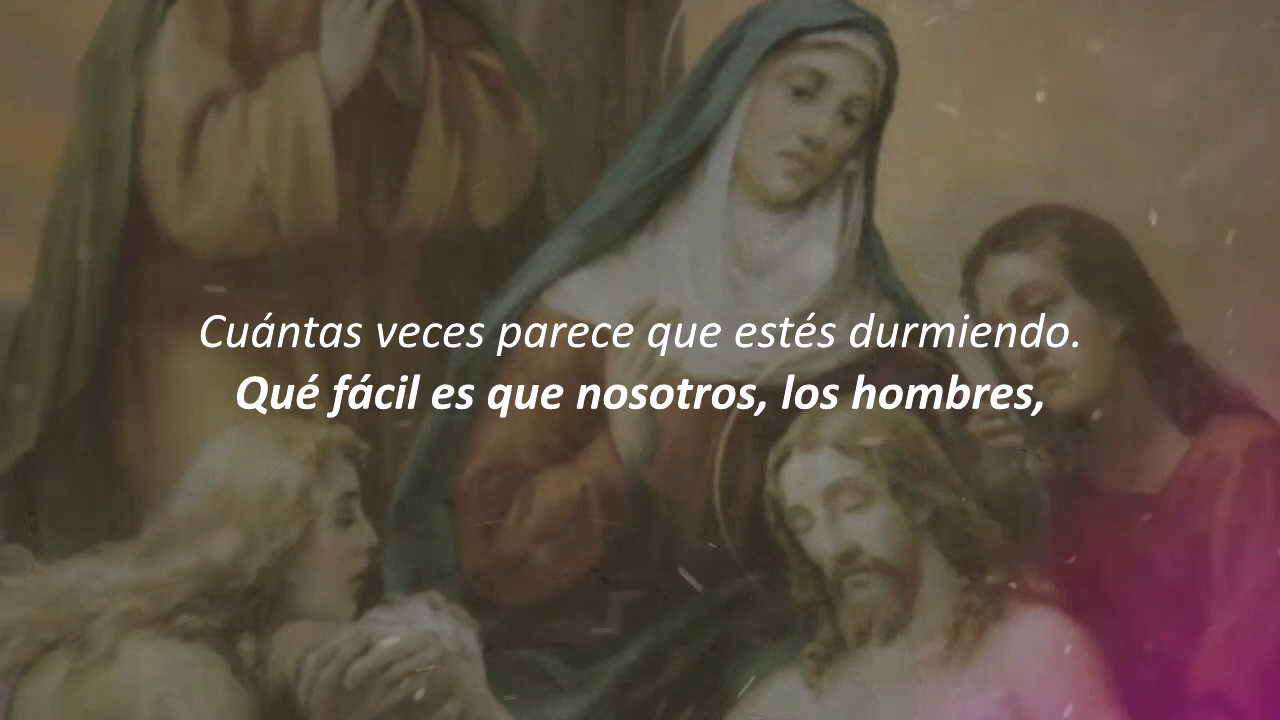 Cuántas veces parece que estés durmiendo.
Qué fácil es que nosotros, los hombres,